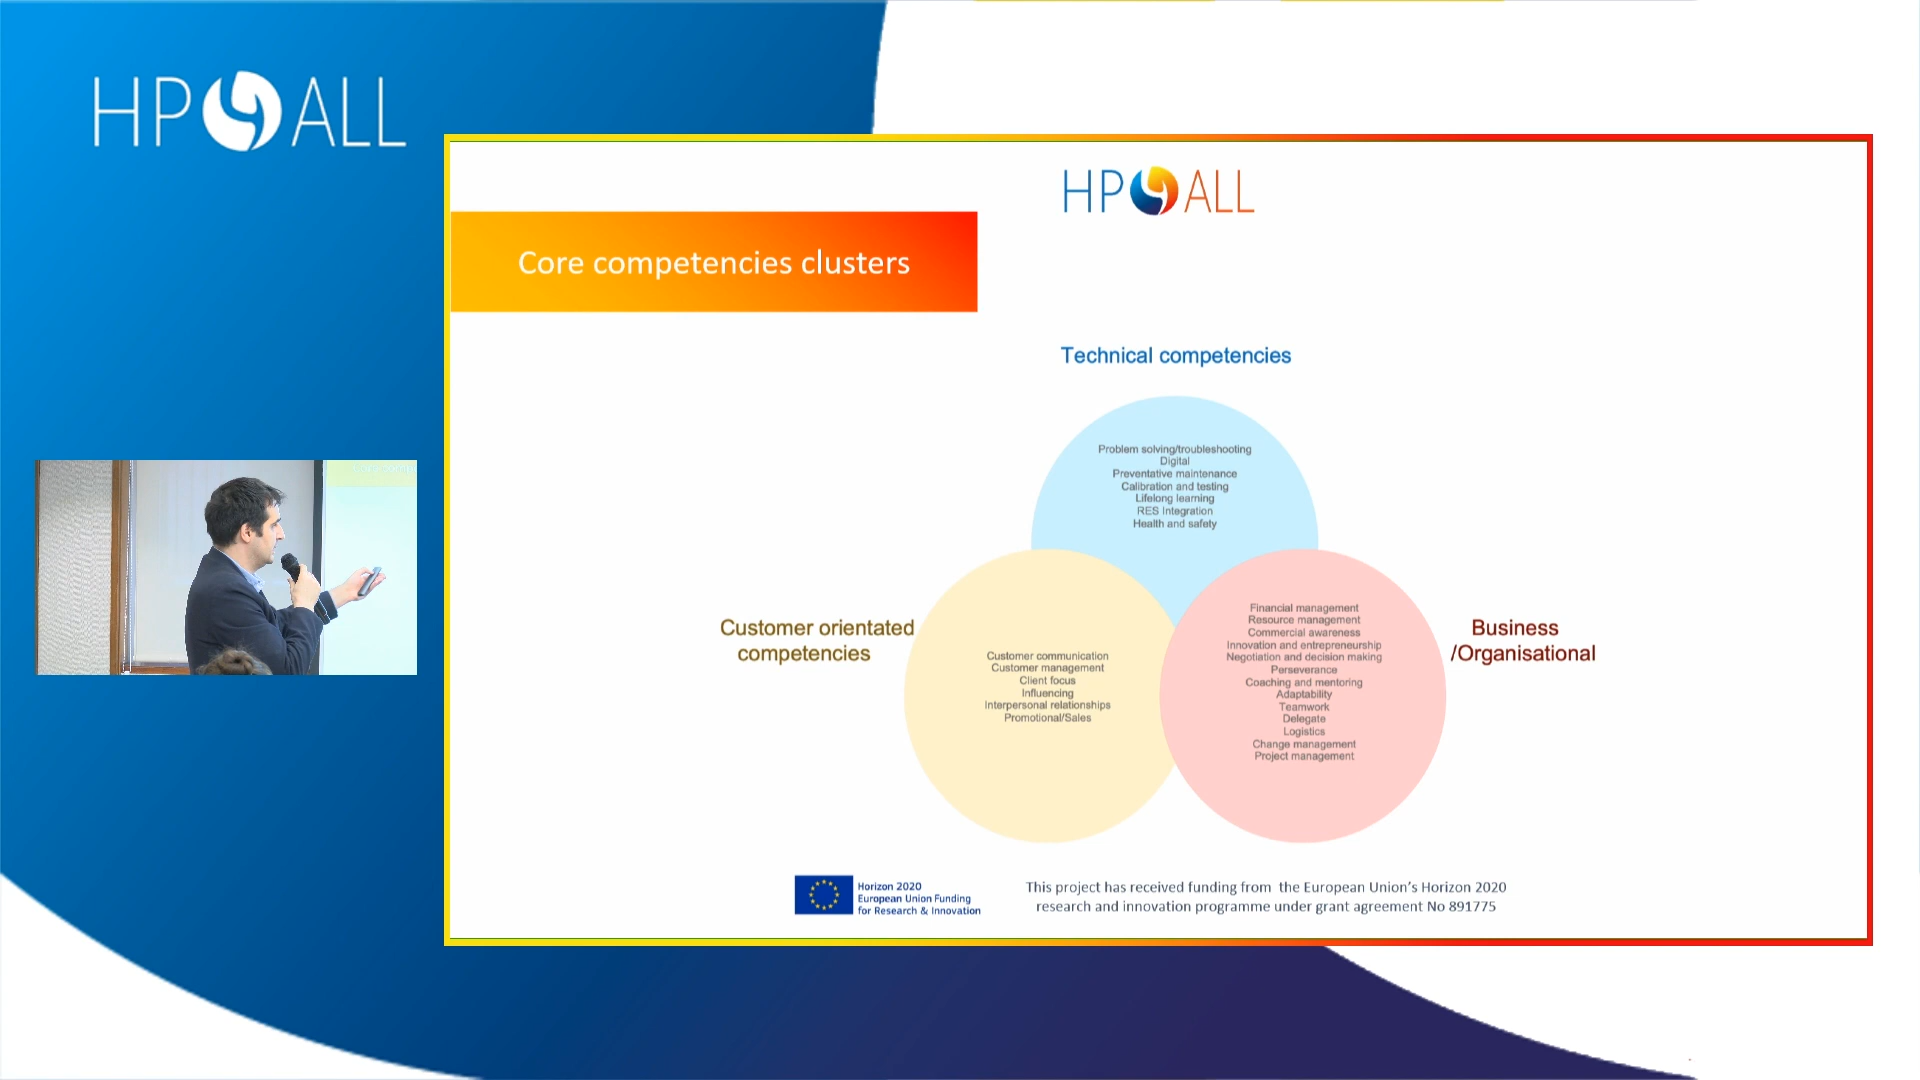 HP4ALL
HP4ALL
Core competencies clusters
Technical competencies
Problem solving/troubleshooting
Digital
Preventative maintenance
Calibration and testing
Lifelong learning
RES Integration
Health and safety
Customer orientated
competencies
Customer communication
Customer management
Client focus
Influencing
Interpersonal relationships
Promotional/Sales
Financial management
Resource management
Commercial awareness
Innovation and entrepreneurship
Negotiation and decision making
Perseverance
Coaching and mentoring
Adaptability
Teamwork
Delegate
Logistics
Change management
Project management
Business
/Organisational
Horizon 2020
European Union Funding
for Research & Innovation
This project has received funding from the European Union's Horizon 2020
research and innovation programme under grant agreement No 891775